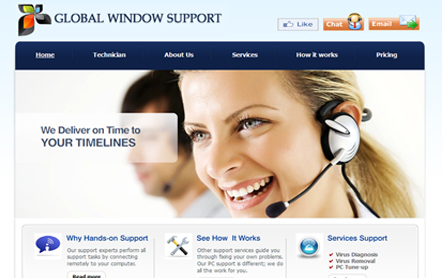 GLOBAL WINDOW SUPPORT
Like
Chat
Email
Home Technician About Us Services How it works Pricing
We Deliver on Time to
YOUR TIMELINES
Why Hands-on Support
Our support experts perform all
support tasks by connecting
remotely to your computer.
Read more
See How It Works
Other support services guide you
through fixing your own problems.
Our PC support is different; we do
all the work for you.
Services Support
Virus Diagnosis
Virus Removal
PC Tune-up